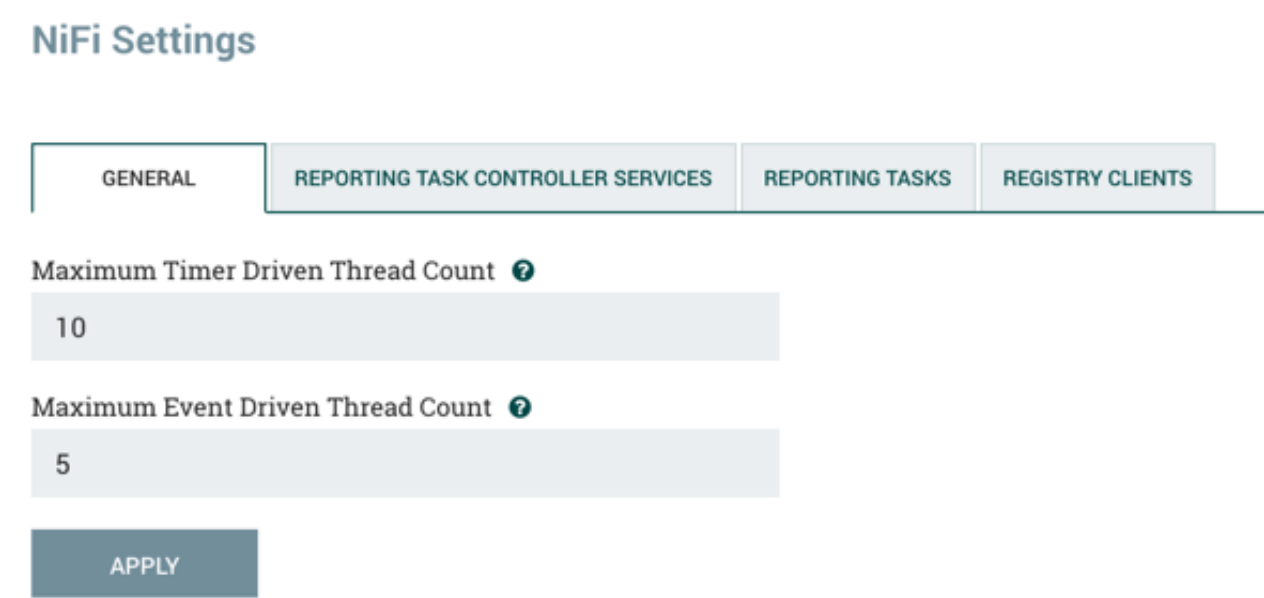 NiFi Settings
GENERAL REPORTING TASK CONTROLLER SERVICES REPORTING TASKS REGISTRY CLIENTS
Maximum Timer Driven Thread Count ?
10
Maximum Event Driven Thread Count ?
5
APPLY